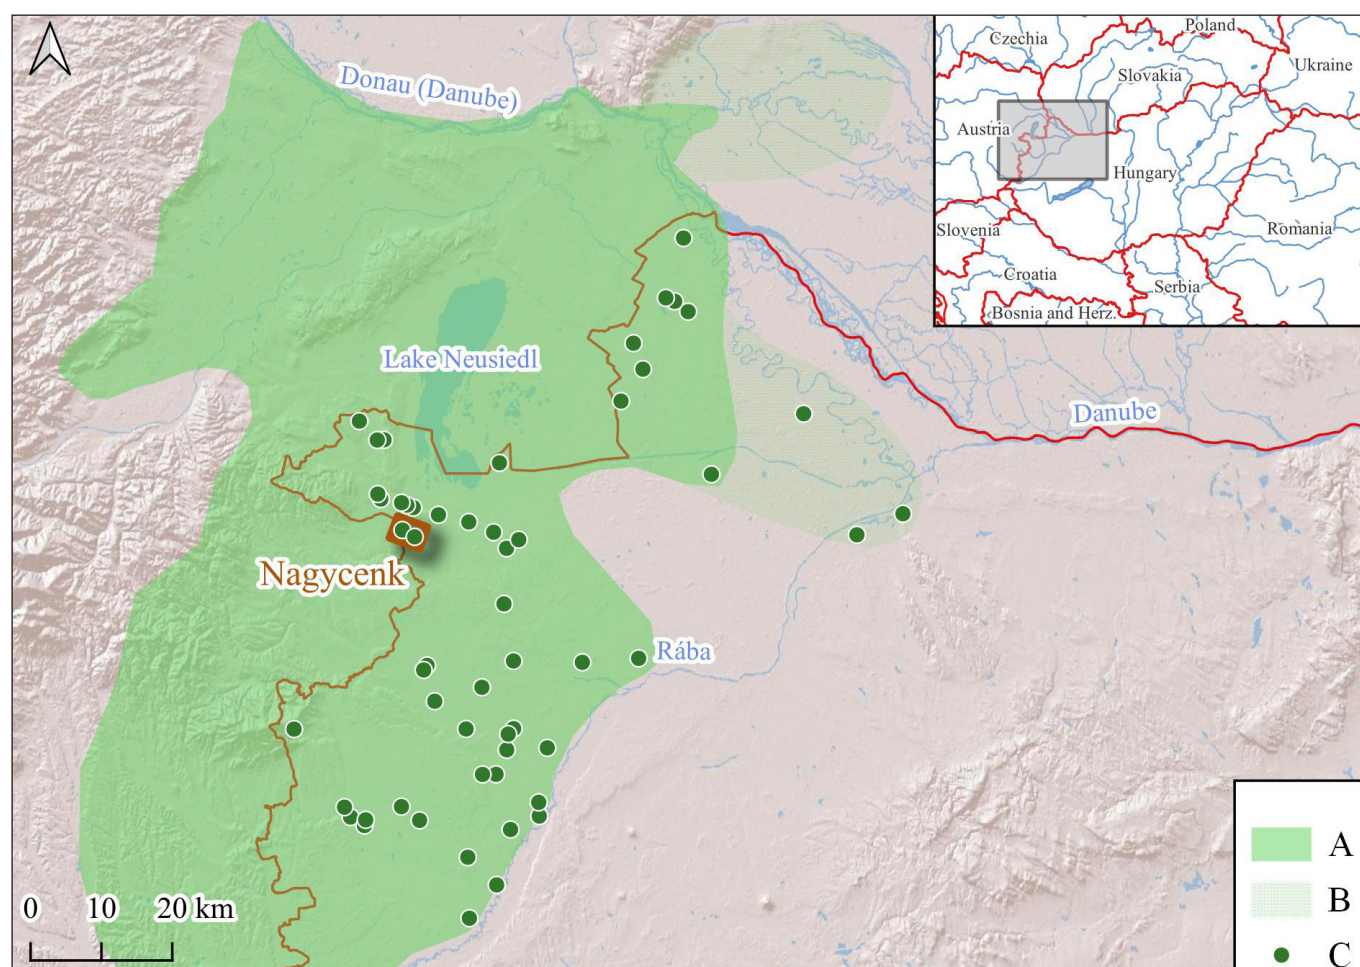 Donau (Danube)
Lake Neusiedl
Danube
Nagycenk
Rába
0 10 20 km
Poland
Czechia
Ukraine
Slovakia
Austria
Hungary
Slovenia
Romania
Croatia
Serbia
Bosnia and Herz.
A
B
C